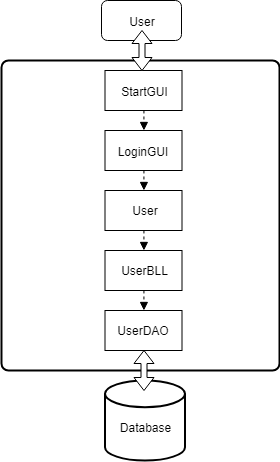 User
StartGUI
LoginGUI
User
UserBLL
UserDAO
Database